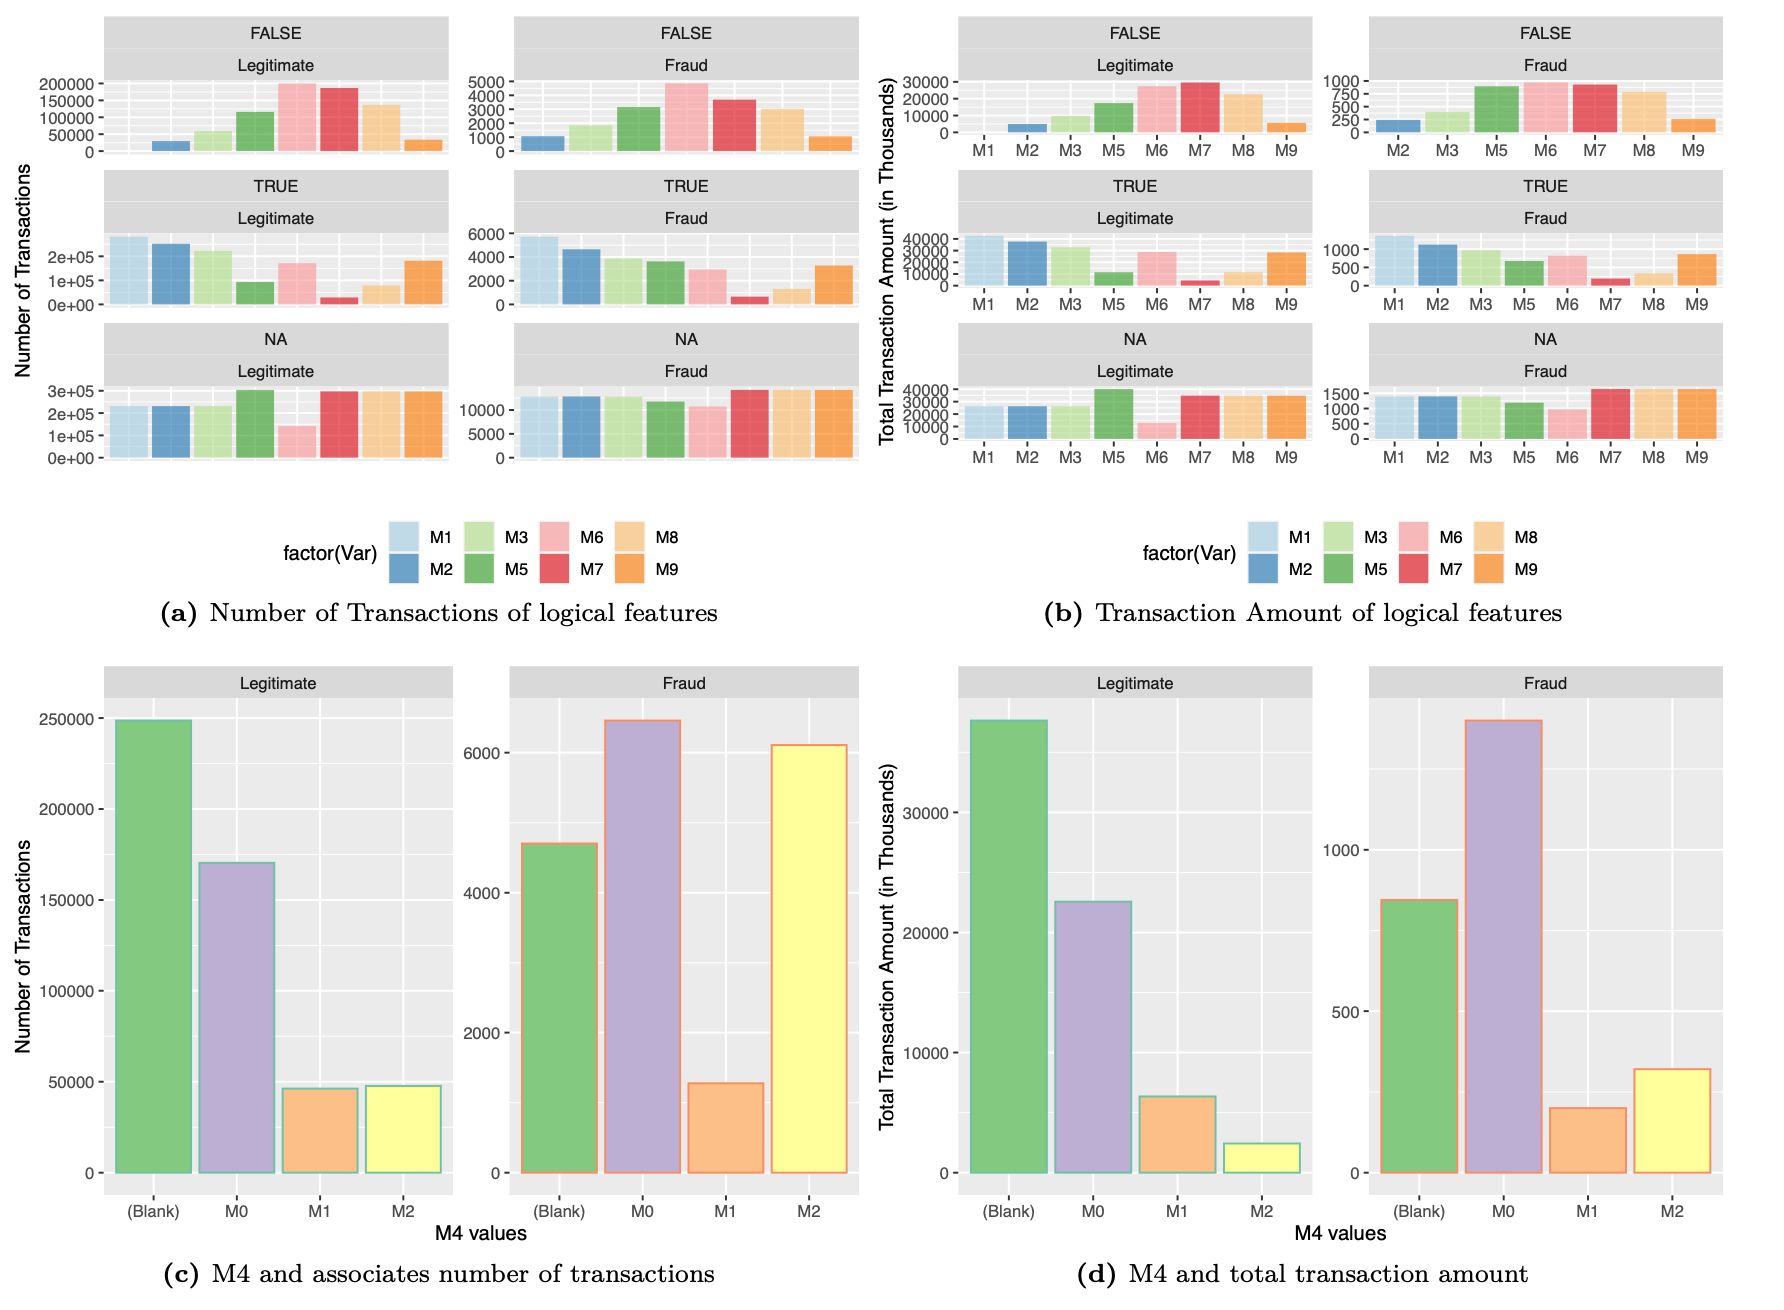 FALSE
Legitimate
200000
150000
100000
50000
0
FALSE
Fraud
5000
4000
3000
2000
1000
0
TRUE
Legitimate
2e+05
1e+05
0e+00
TRUE
Fraud
6000
4000
2000
0
NA
Legitimate
3e+05
2e+05
1e+05
0e+00
NA
Fraud
10000
5000
0
Number of Transactions
factor(Var)
M1 M3 M6 M8
M2 M5 M7 M9
(a) Number of Transactions of logical features
FALSE
Legitimate
30000
20000
10000
0
M1 M2 M3 M5 M6 M7 M8 M9
FALSE
Fraud
1000
750
500
250
0
M2 M3 M5 M6 M7 M8 M9
TRUE
Legitimate
40000
30000
20000
10000
0
M1 M2 M3 M5 M6 M7 M8 M9
TRUE
Fraud
1000
500
0
M1 M2 M3 M5 M6 M7 M8 M9
NA
Legitimate
40000
30000
20000
10000
0
M1 M2 M3 M5 M6 M7 M8 M9
NA
Fraud
1500
1000
500
0
M1 M2 M3 M5 M6 M7 M8 M9
Total Transaction Amount (in Thousands)
factor(Var)
M1 M3 M6 M8
M2 M5 M7 M9
(b) Transaction Amount of logical features
Legitimate
250000
200000
150000
100000
50000
0
(Blank) M0 M1 M2
Fraud
6000
4000
2000
0
(Blank) M0 M1 M2
Number of Transactions
M4 values
(c) M4 and associates number of transactions
Legitimate
30000
20000
10000
0
(Blank) M0 M1 M2
Fraud
1000
500
0
(Blank) M0 M1 M2
Total Transaction Amount (in Thousands)
M4 values
(d) M4 and total transaction amount